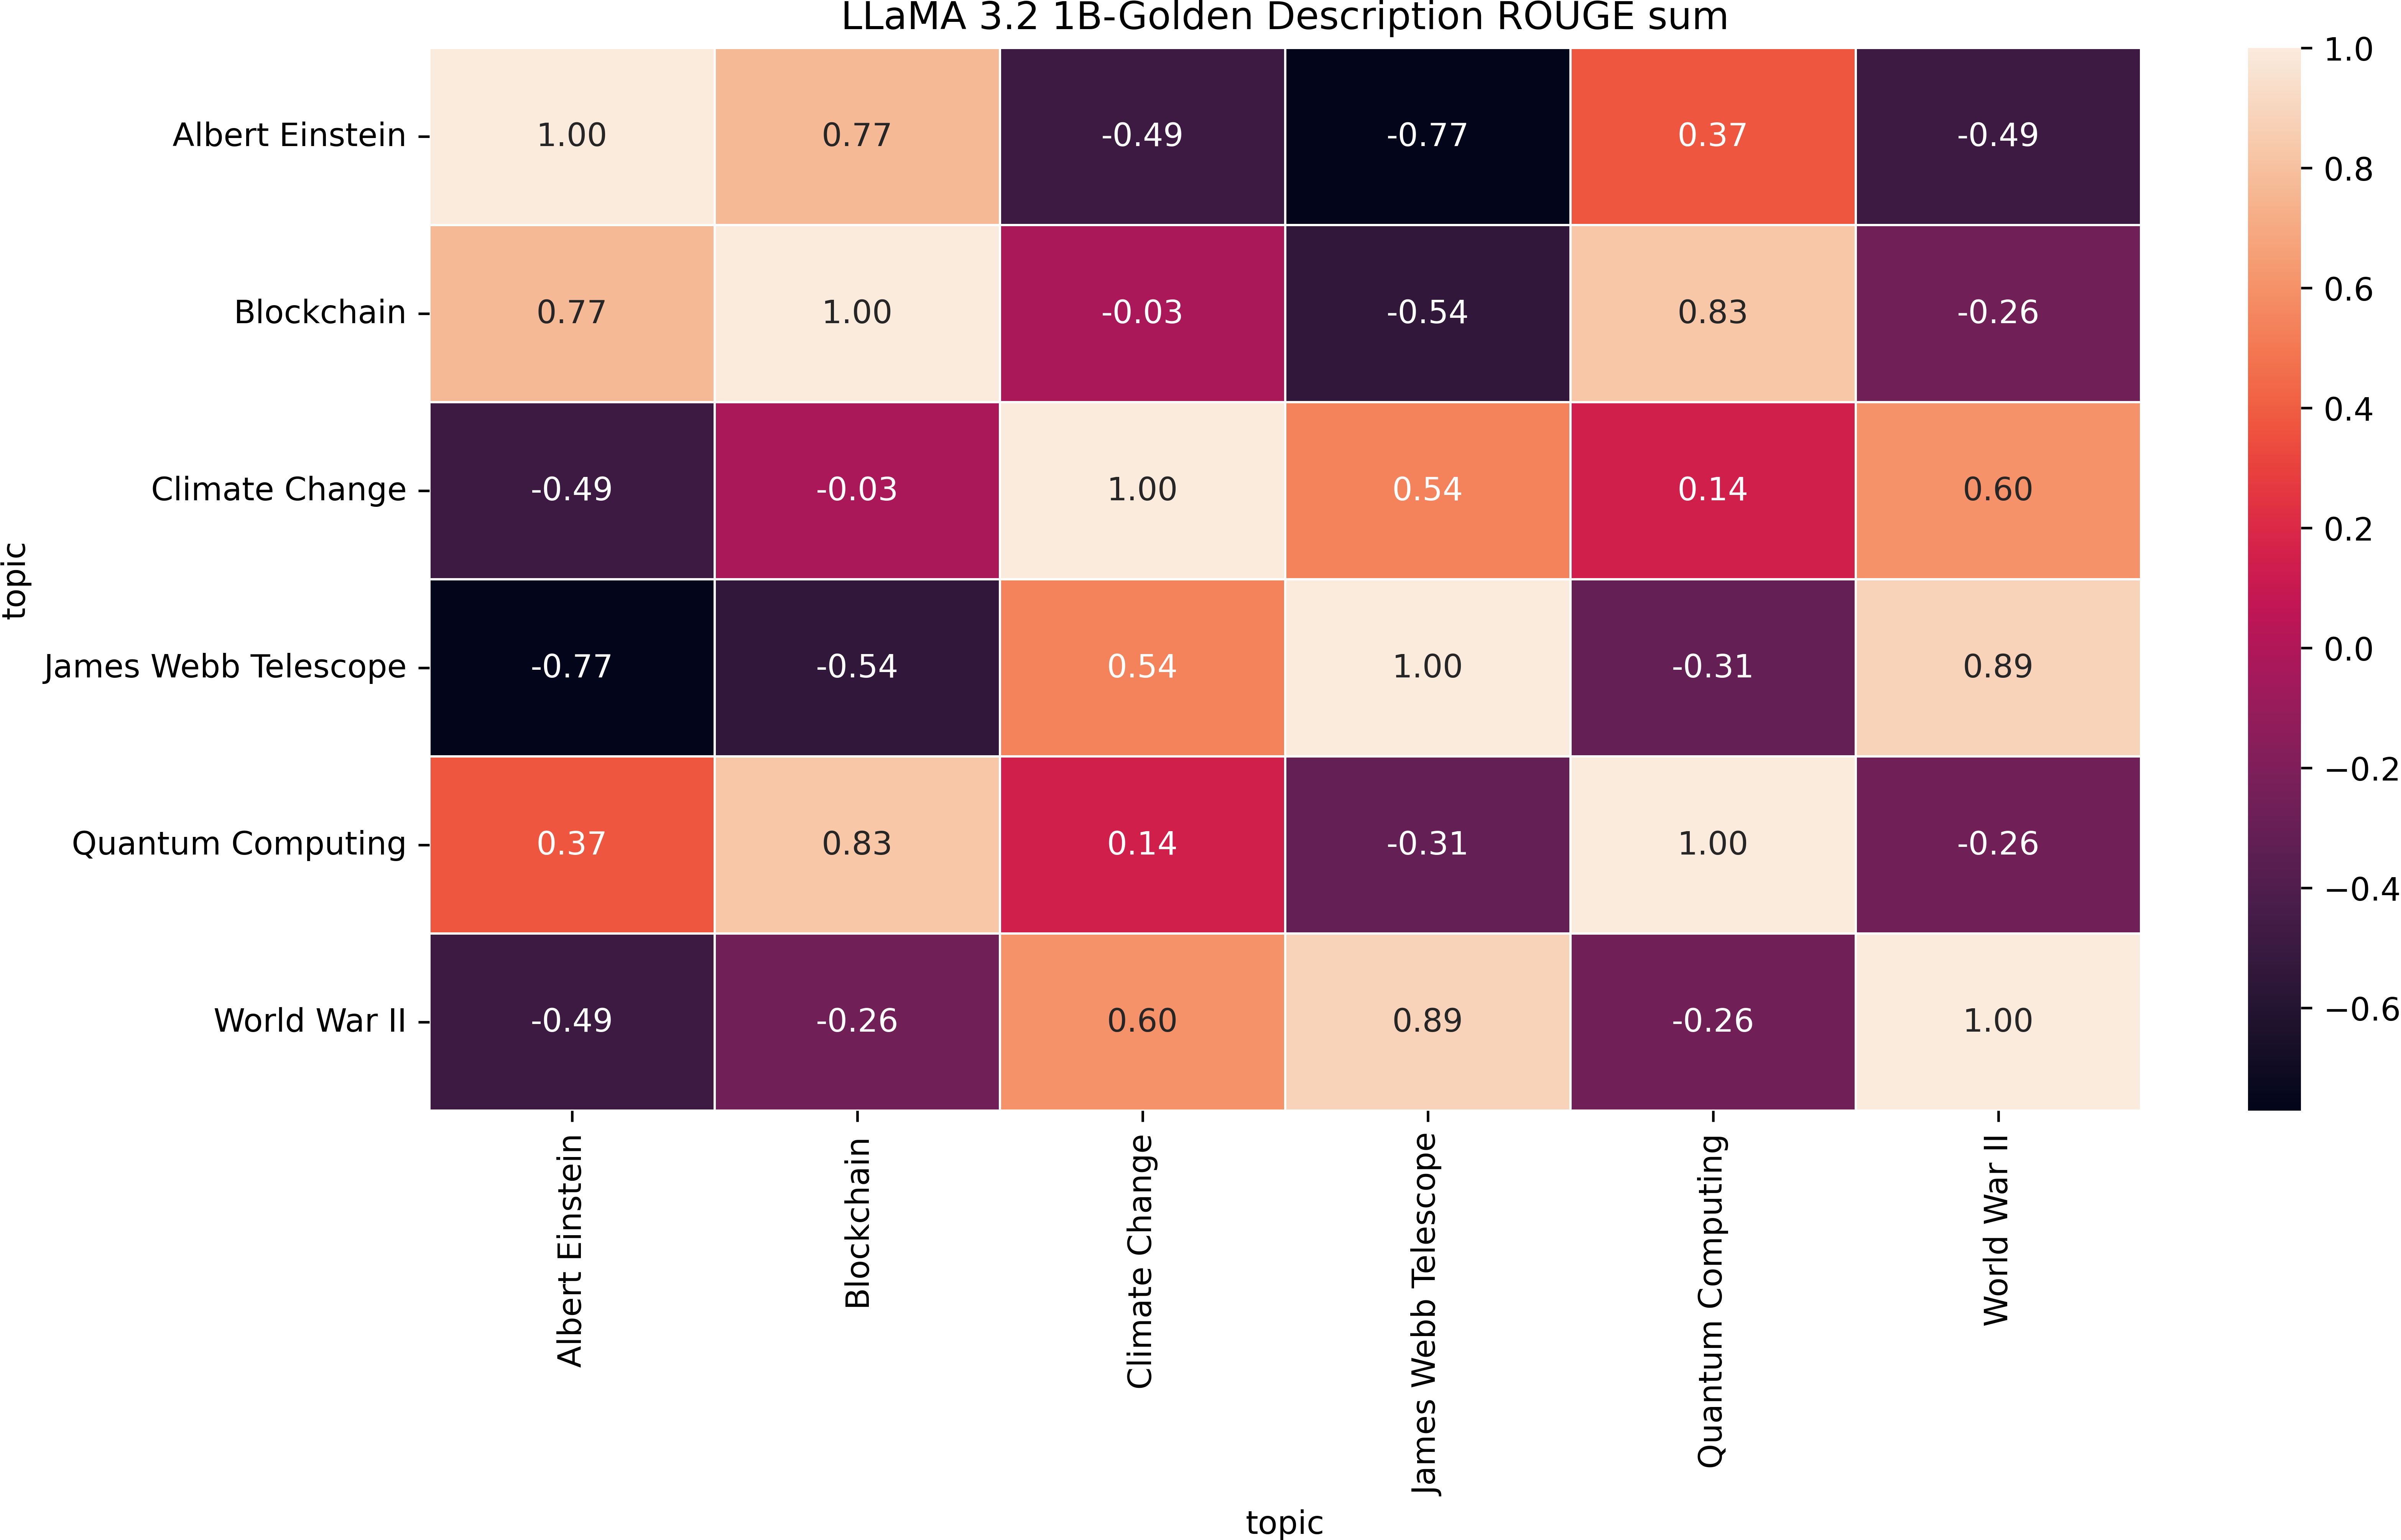 LLaMA 3.2 1B-Golden Description ROUGE sum
Albert Einstein 1.00 0.77 -0.49 -0.77 0.37 -0.49
Blockchain 0.77 1.00 -0.03 -0.54 0.83 -0.26
Climate Change -0.49 -0.03 1.00 0.54 0.14 0.60
James Webb Telescope -0.77 -0.54 0.54 1.00 -0.31 0.89
Quantum Computing 0.37 0.83 0.14 -0.31 1.00 -0.26
World War II -0.49 -0.26 0.60 0.89 -0.26 1.00
topic
Albert Einstein
Blockchain
Climate Change
James Webb Telescope
Quantum Computing
World War II
topic
1.0
0.8
0.6
0.4
0.2
0.0
−0.2
−0.4
−0.6